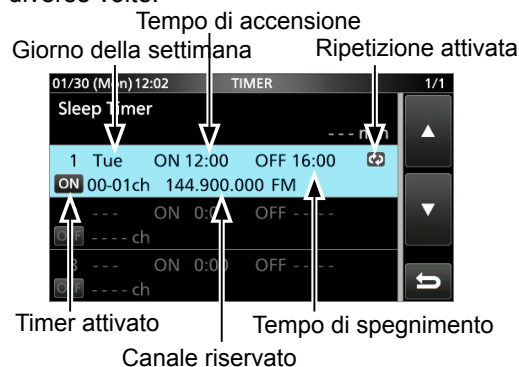 diverse volte.
Tempo di accensione
Giorno della settimana Ripetizione attivata
01/30 (Mon) 12:02 TIMER 1/1
Sleep Timer
--- min
1 Tue ON 12:00 OFF 16:00
ON 00-01ch 144.900.000 FM
--- ON 0:00 OFF --:--
OFF ---- ch
3 --- ON 0:00 OFF --:--
OFF ---- ch
Timer attivato Tempo di spegnimento
Canale riservato